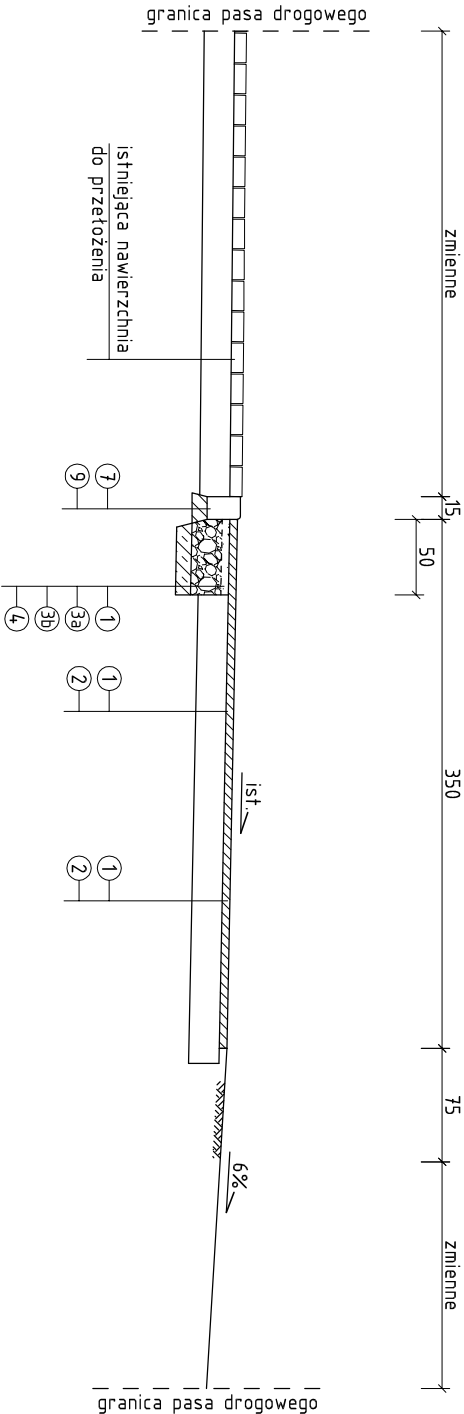 granica pasa drogowego
zmienne
15
50
350
75
zmienne
istniejąca nawierzchnia
do przełożenia
7
9
1
3a
3b
4
1
2
ist.
1
2
6%
granica pasa drogowego